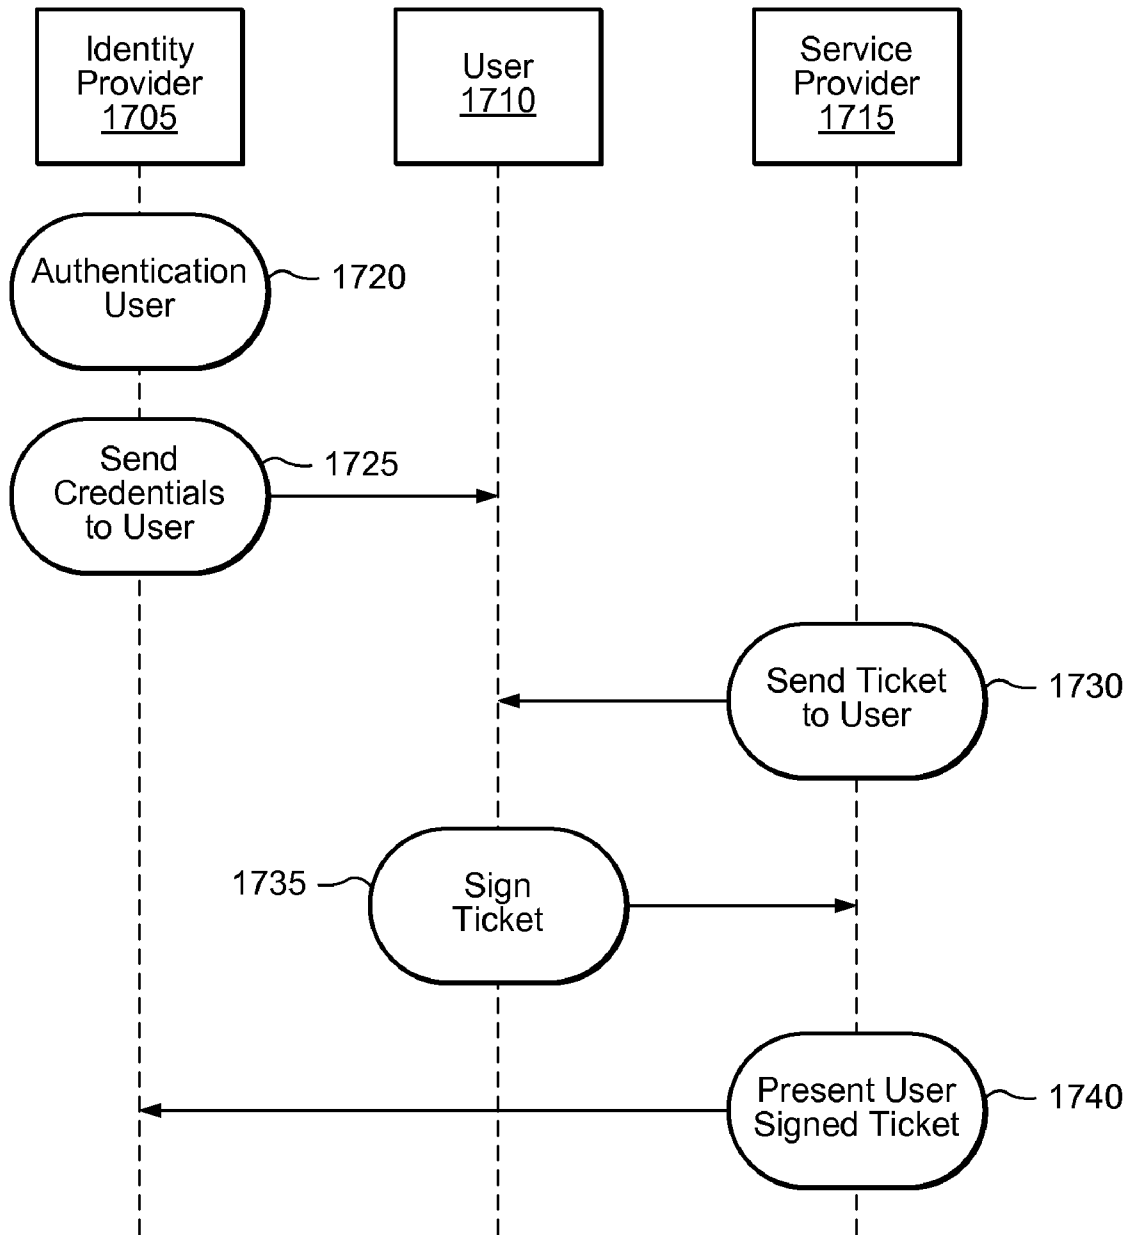 Identity
Provider
1705
User
1710
Service
Provider
1715
Authentication
User
1720
Send
Credentials
to User
1725
Send Ticket
to User
1730
1735
Sign
Ticket
Present User
Signed Ticket
1740